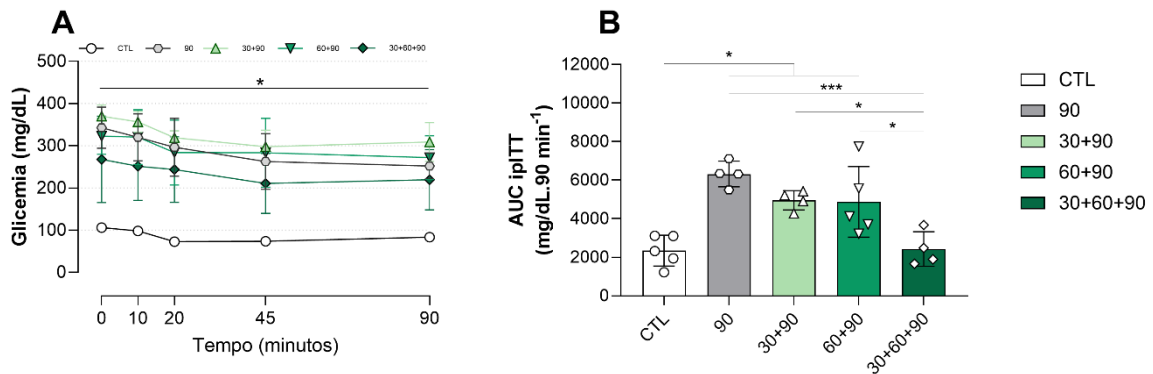 A
CTL 90 30+90 60+90 30+60+90
500
400
300
200
100
0
Glicemia (mg/dL)
*
0 10 20 45 90
Tempo (minutos)
B
12000
10000
8000
6000
4000
2000
0
AUC ipITT
(mg/dL.90 min-1)
*
***
*
*
CTL 90 30+90 60+90 30+60+90
CTL
90
30+90
60+90
30+60+90